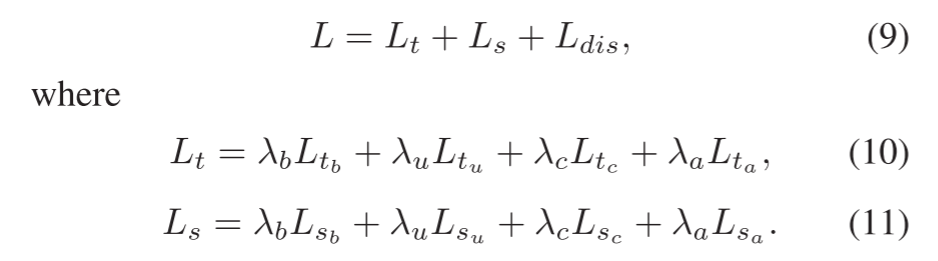 L = L_t + L_s + L_{dis}, (9)
where
L_t = λ_b L_{t_b} + λ_u L_{t_u} + λ_c L_{t_c} + λ_a L_{t_a}, (10)
L_s = λ_b L_{s_b} + λ_u L_{s_u} + λ_c L_{s_c} + λ_a L_{s_a}. (11)